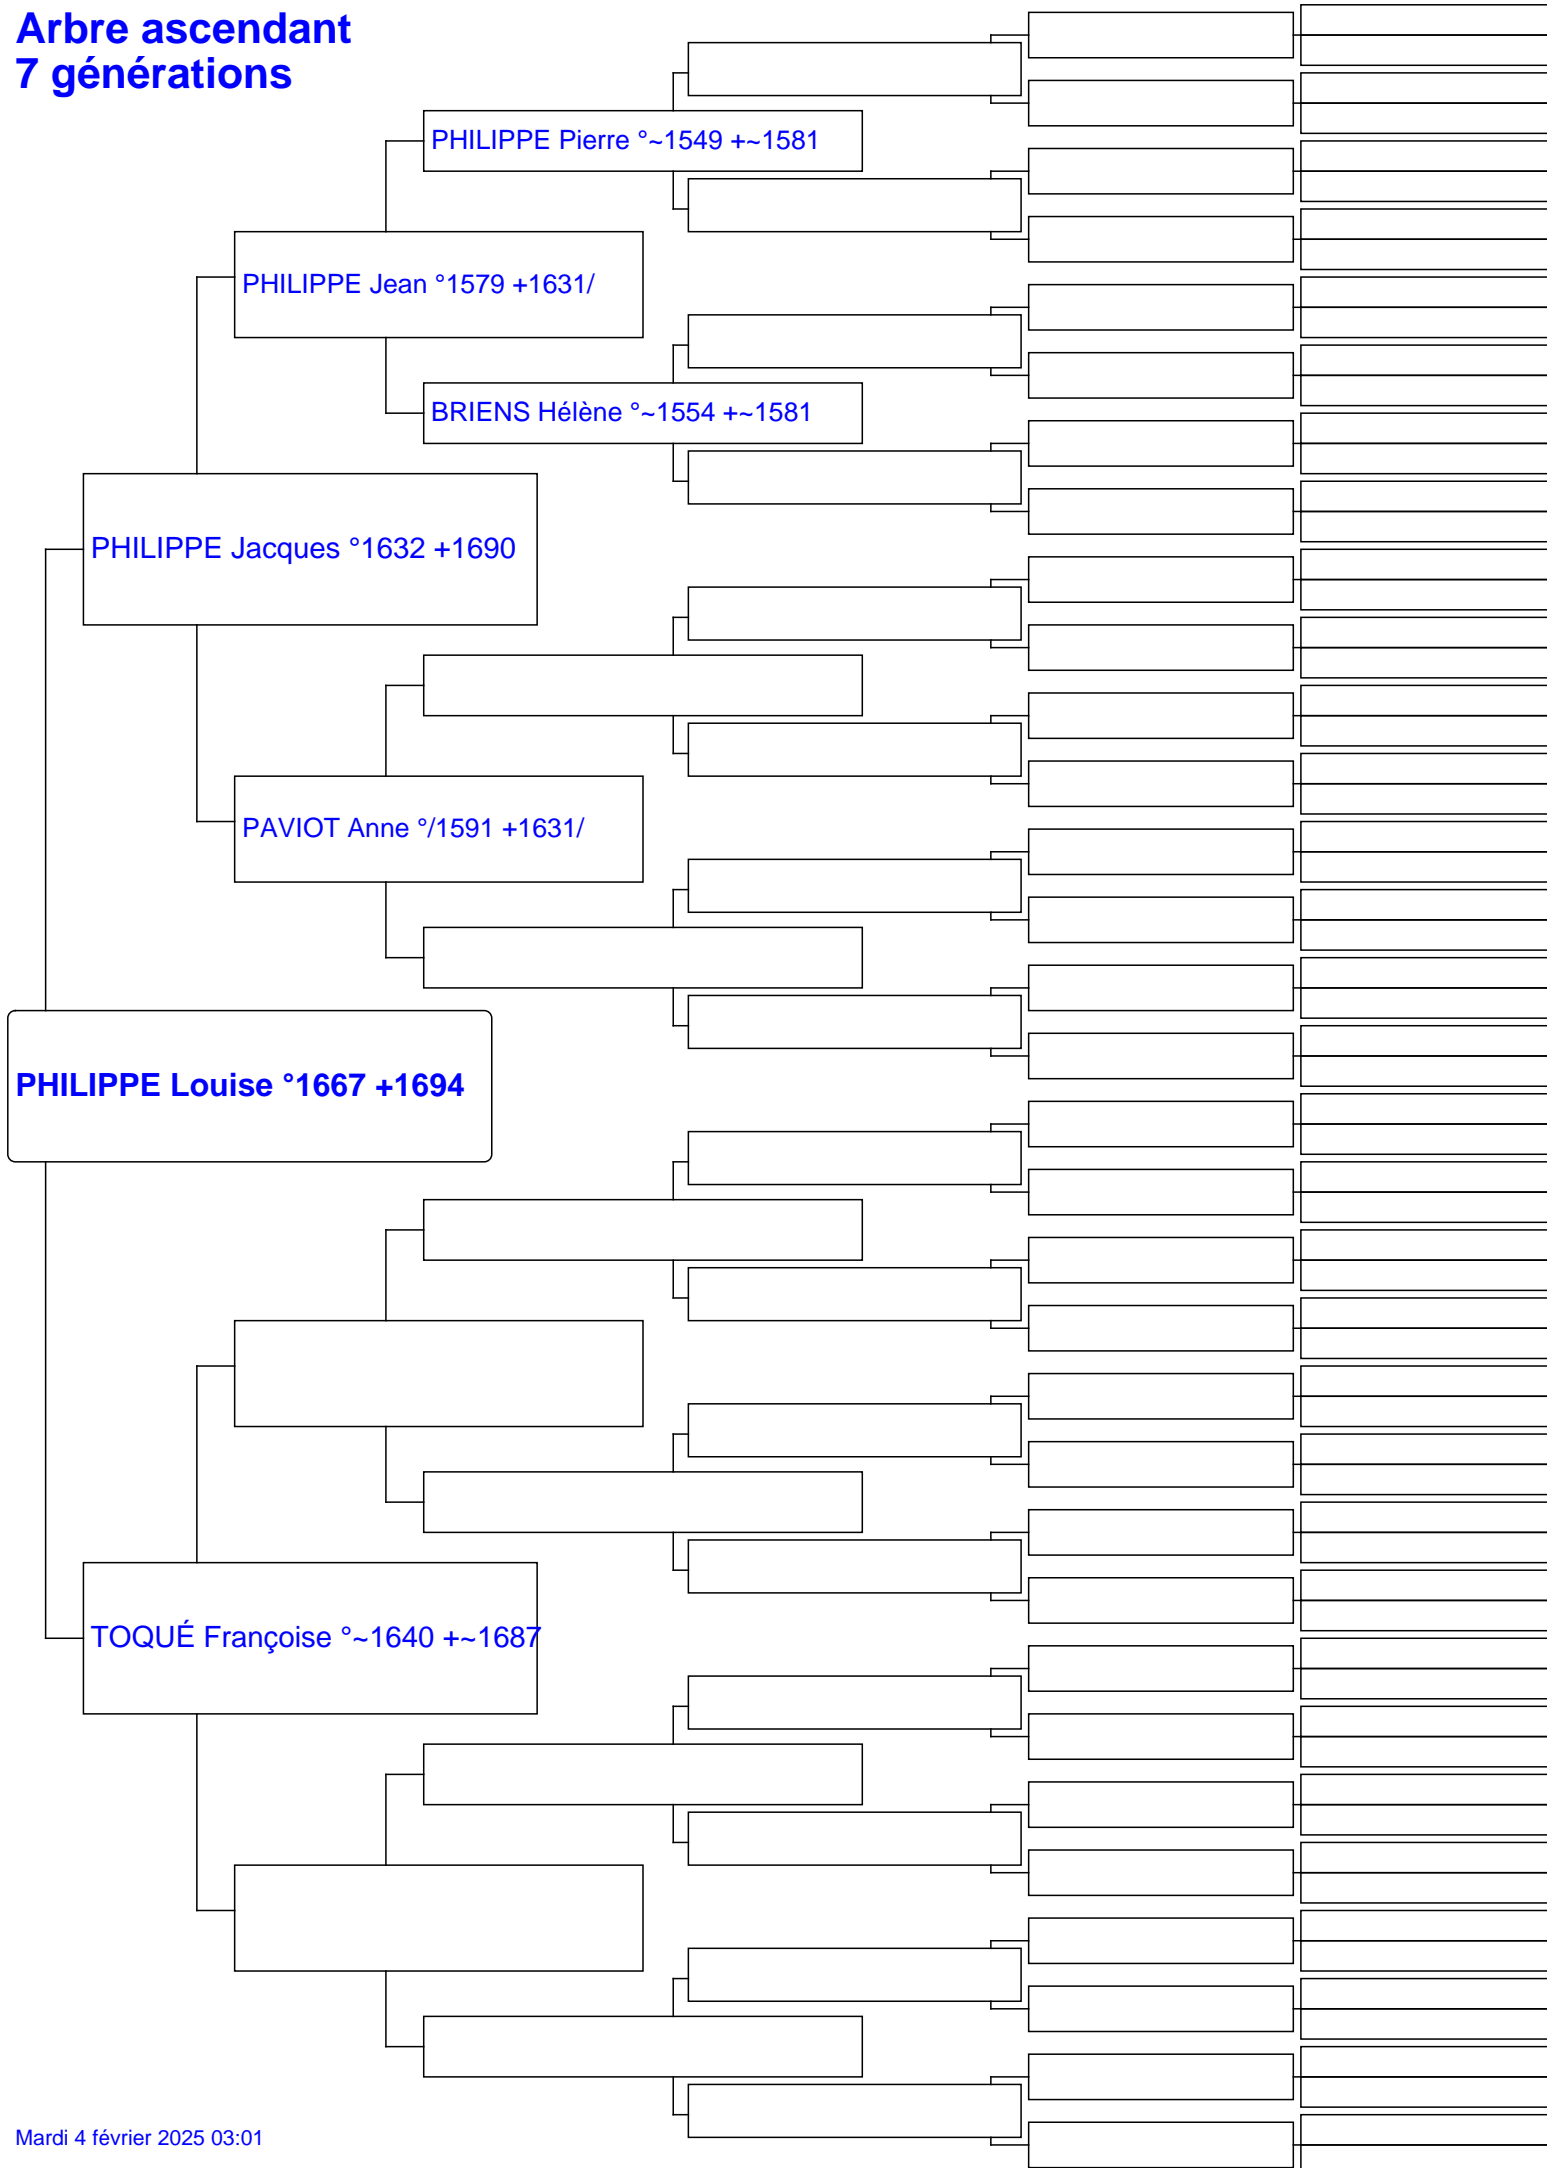 Arbre ascendant
7 générations
PHILIPPE Pierre °~1549 +~1581
PHILIPPE Jean °1579 +1631/
BRIENS Hélène °~1554 +~1581
PHILIPPE Jacques °1632 +1690
PAVIOT Anne °/1591 +1631/
PHILIPPE Louise °1667 +1694
TOQUÉ Françoise °~1640 +~1687
Mardi 4 février 2025 03:01